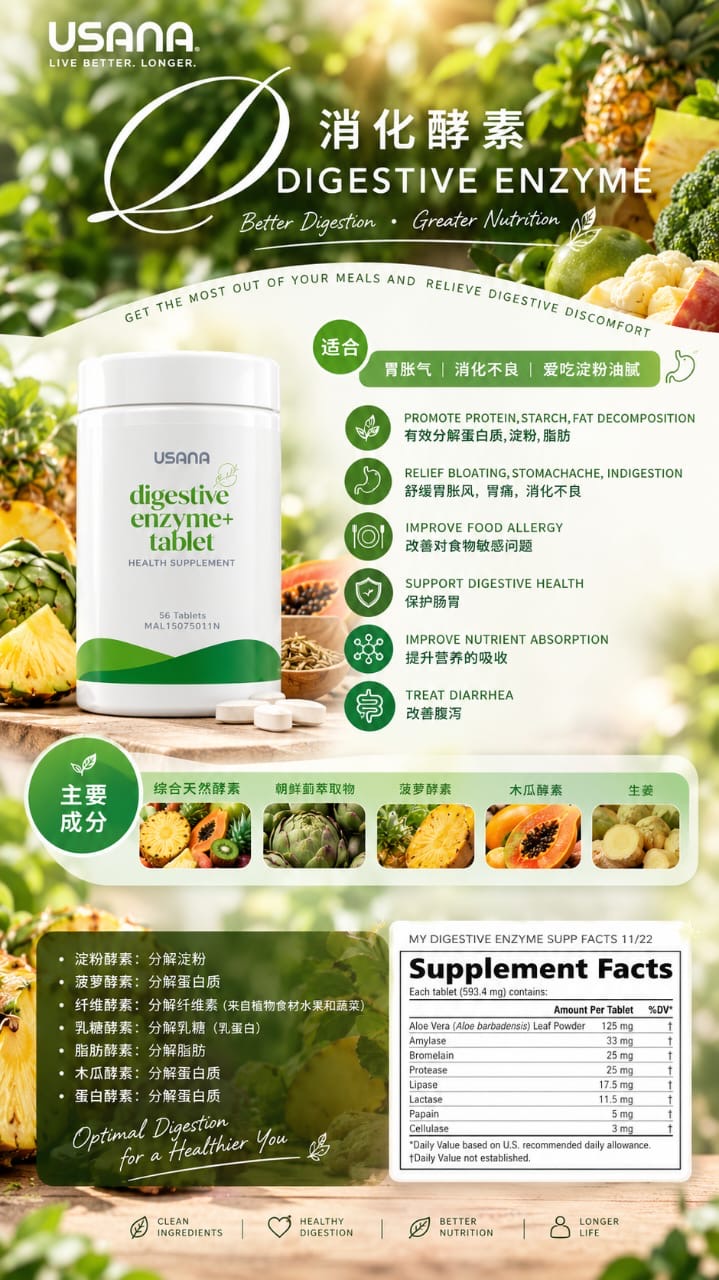 USANA®
LIVE BETTER. LONGER.
D
消化酵素
DIGESTIVE ENZYME
Better Digestion • Greater Nutrition
GET THE MOST OUT OF YOUR MEALS AND RELIEVE DIGESTIVE DISCOMFORT
适合
胃胀气 | 消化不良 | 爱吃淀粉油腻
USANA
digestive
enzyme+
tablet
HEALTH SUPPLEMENT
56 Tablets
MAL15075011N
PROMOTE PROTEIN, STARCH, FAT DECOMPOSITION
有效分解蛋白质, 淀粉, 脂肪
RELIEF BLOATING, STOMACHACHE, INDIGESTION
舒缓胃胀风，胃痛，消化不良
IMPROVE FOOD ALLERGY
改善对食物敏感问题
SUPPORT DIGESTIVE HEALTH
保护肠胃
IMPROVE NUTRIENT ABSORPTION
提升营养的吸收
TREAT DIARRHEA
改善腹泻
主要
成分
综合天然酵素
朝鲜蓟萃取物
菠萝酵素
木瓜酵素
生姜
• 淀粉酵素：分解淀粉
• 菠萝酵素：分解蛋白质
• 纤维酵素：分解纤维素 (来自植物食材水果和蔬菜)
• 乳糖酵素：分解乳糖 (乳蛋白)
• 脂肪酵素：分解脂肪
• 木瓜酵素：分解蛋白质
• 蛋白酵素：分解蛋白质
Optimal Digestion
for a Healthier You
MY DIGESTIVE ENZYME SUPP FACTS 11/22
Supplement Facts
Each tablet (593.4 mg) contains:
Amount Per Tablet %DV*
Aloe Vera (Aloe barbadensis) Leaf Powder 125 mg †
Amylase 33 mg †
Bromelain 25 mg †
Protease 25 mg †
Lipase 17.5 mg †
Lactase 11.5 mg †
Papain 5 mg †
Cellulase 3 mg †
*Daily Value based on U.S. recommended daily allowance.
†Daily Value not established.
CLEAN
INGREDIENTS
HEALTHY
DIGESTION
BETTER
NUTRITION
LONGER
LIFE